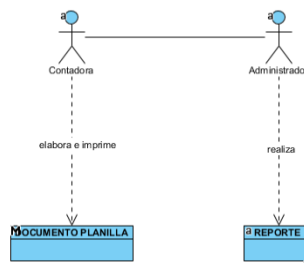 a
a
Contadora
Administrado
elabora e imprime
realiza
DOCUMENTO PLANILLA
a REPORTE